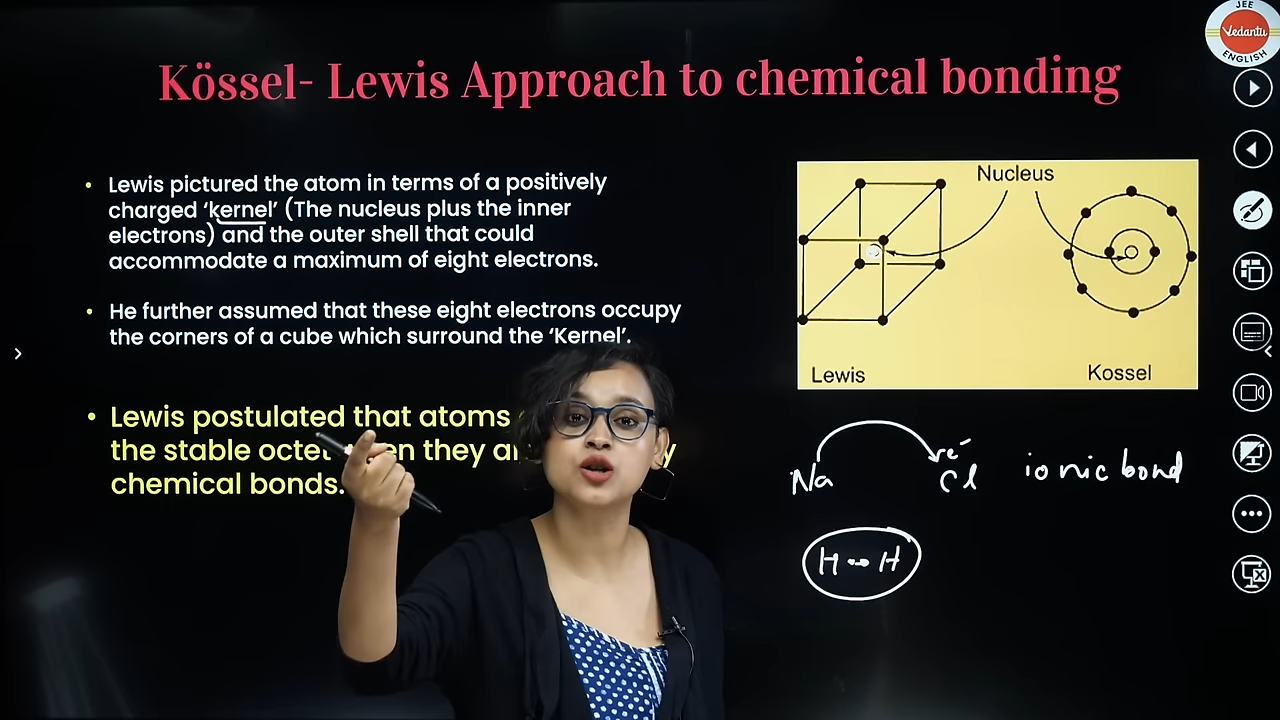 JEE
Vedantu
ENGLISH
Kössel- Lewis Approach to chemical bonding
• Lewis pictured the atom in terms of a positively
charged ‘kernel’ (The nucleus plus the inner
electrons) and the outer shell that could
accommodate a maximum of eight electrons.
• He further assumed that these eight electrons occupy
the corners of a cube which surround the ‘Kernel’.
• Lewis postulated that atoms
the stable octet they
chemical bonds.
Nucleus
Lewis
Kossel
Na Cl ionic bond
H •• H